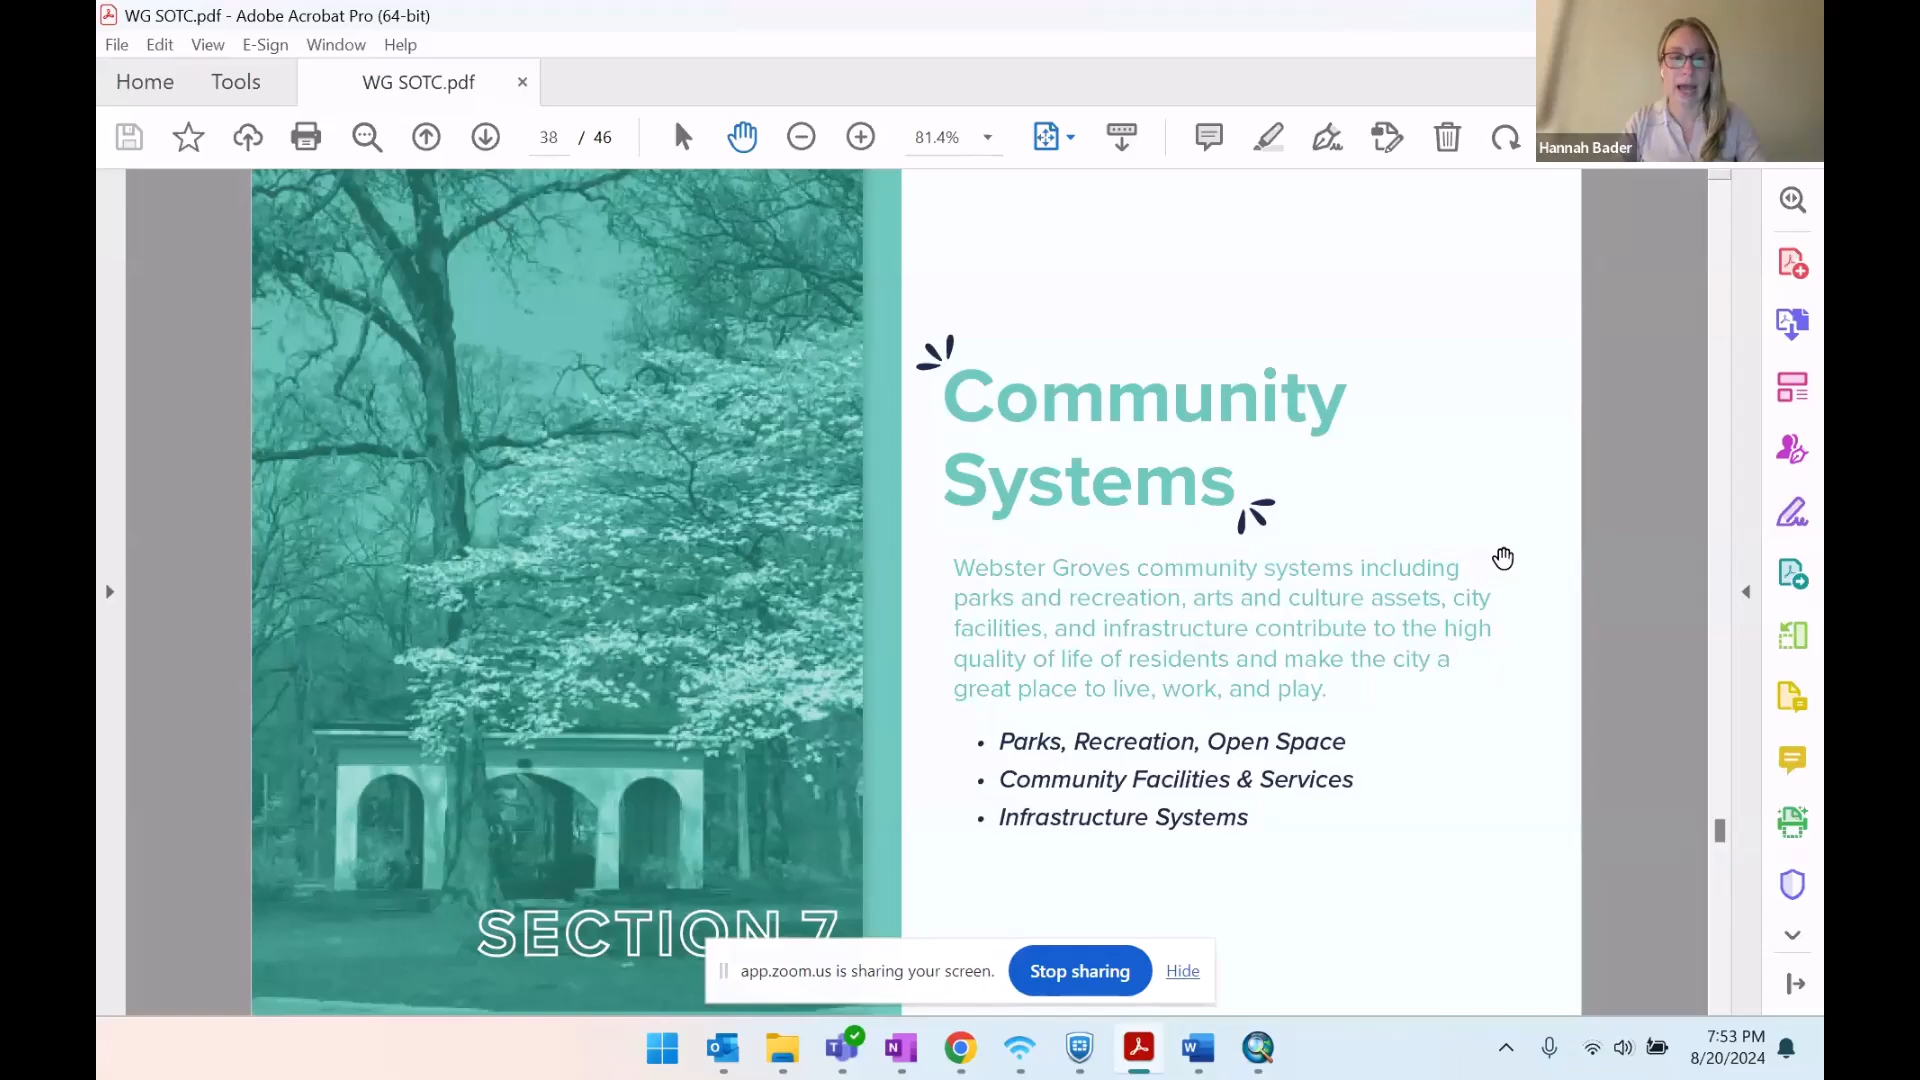 WG SOTC.pdf - Adobe Acrobat Pro (64-bit)
File Edit View E-Sign Window Help
Home Tools WG SOTC.pdf ×
38 / 46 81.4%
Hannah Bader
Community
Systems
Webster Groves community systems including
parks and recreation, arts and culture assets, city
facilities, and infrastructure contribute to the high
quality of life of residents and make the city a
great place to live, work, and play.
• Parks, Recreation, Open Space
• Community Facilities & Services
• Infrastructure Systems
SECTION 7
app.zoom.us is sharing your screen. Stop sharing Hide
7:53 PM
8/20/2024